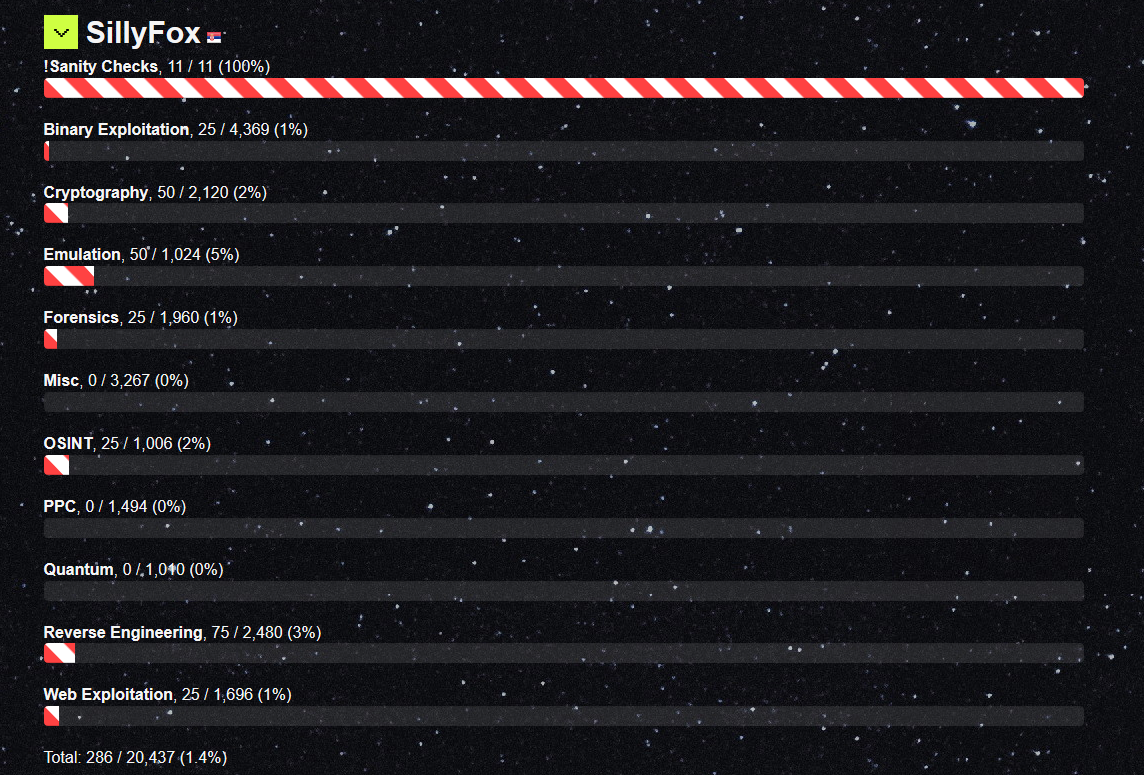 SillyFox
!Sanity Checks, 11 / 11 (100%)
Binary Exploitation, 25 / 4,369 (1%)
Cryptography, 50 / 2,120 (2%)
Emulation, 50 / 1,024 (5%)
Forensics, 25 / 1,960 (1%)
Misc, 0 / 3,267 (0%)
OSINT, 25 / 1,006 (2%)
PPC, 0 / 1,494 (0%)
Quantum, 0 / 1,010 (0%)
Reverse Engineering, 75 / 2,480 (3%)
Web Exploitation, 25 / 1,696 (1%)
Total: 286 / 20,437 (1.4%)